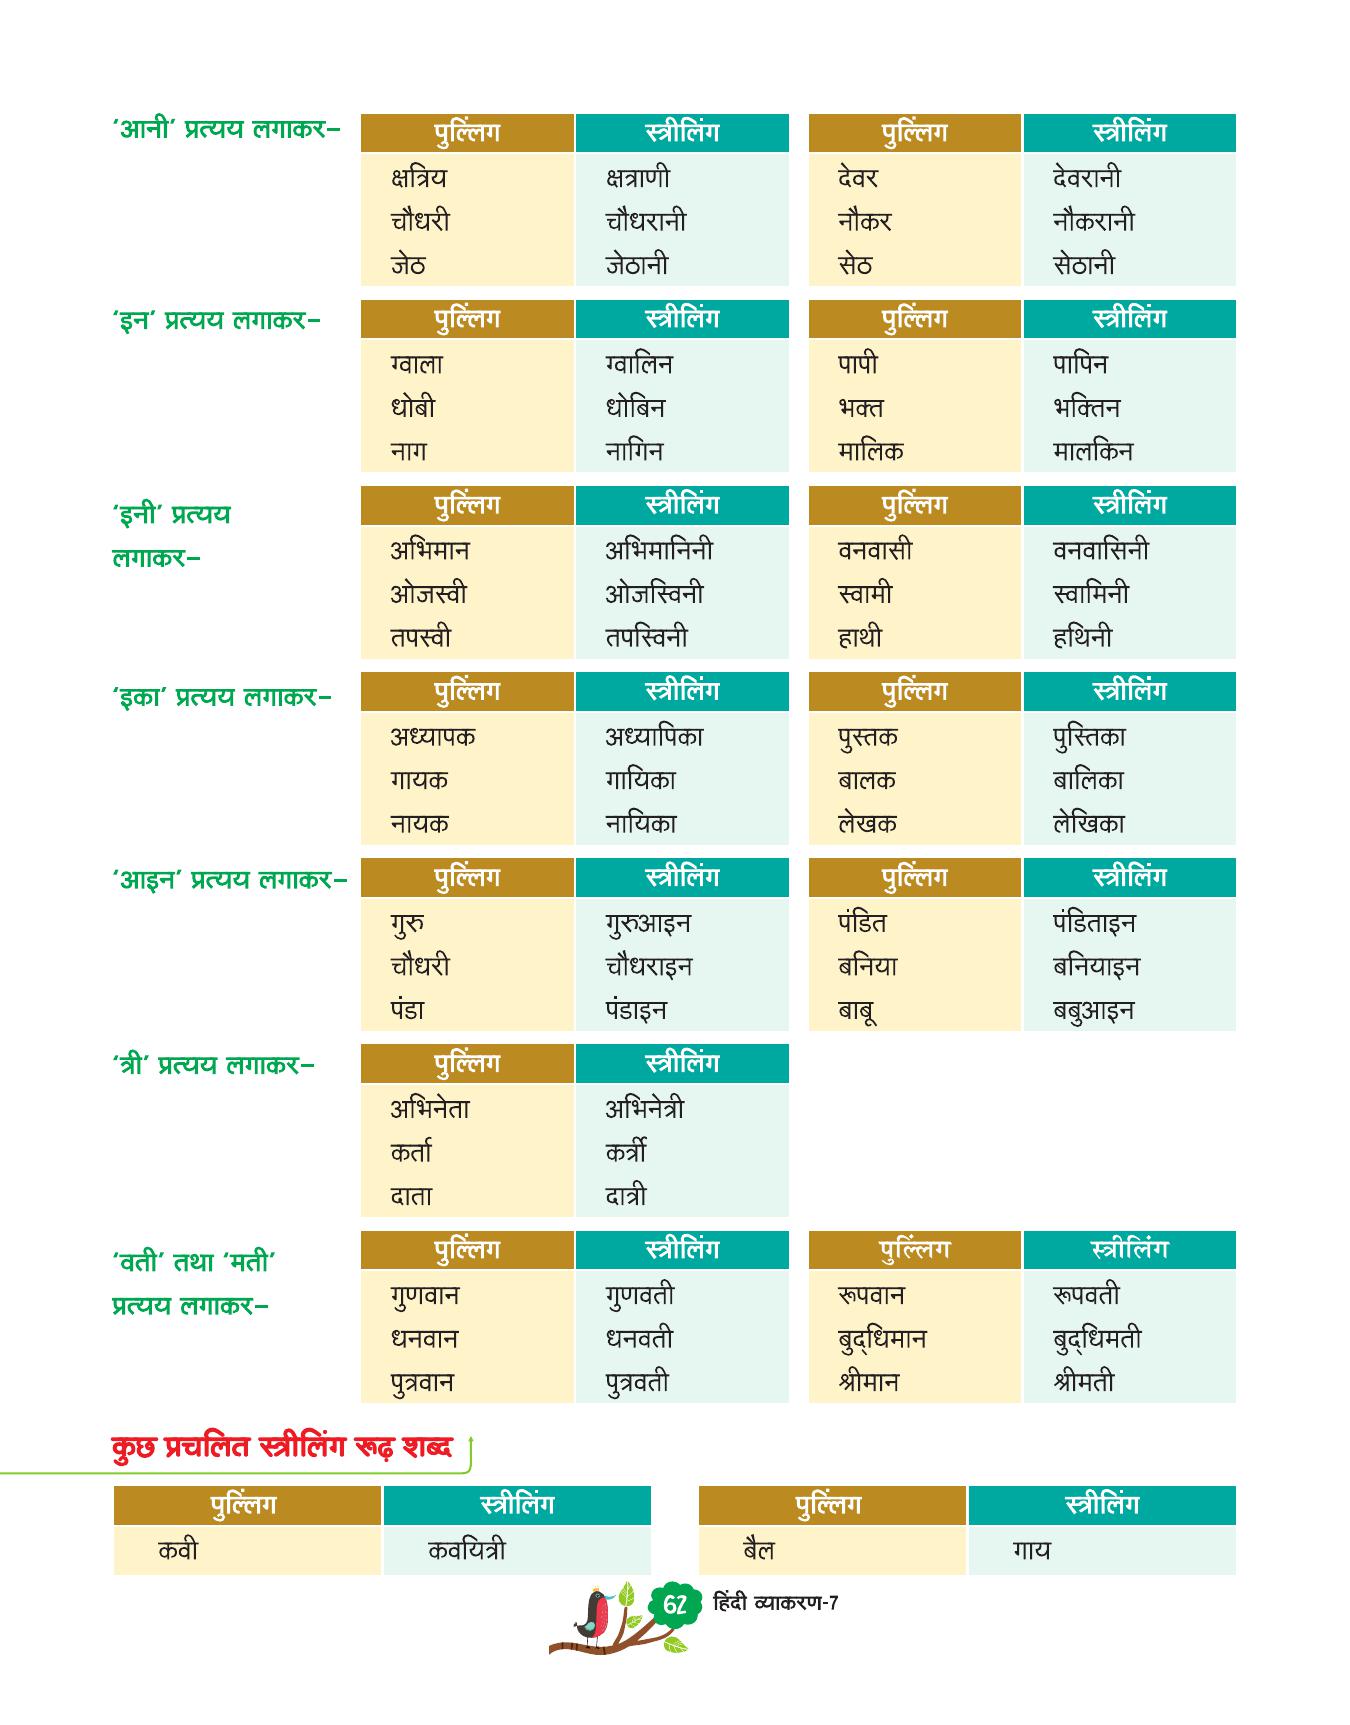 ‘आनी’ प्रत्यय लगाकर–
पुल्लिंग स्त्रीलिंग पुल्लिंग स्त्रीलिंग
क्षत्रिय क्षत्राणी देवर देवरानी
चौधरी चौधरानी नौकर नौकरानी
जेठ जेठानी सेठ सेठानी
‘इन’ प्रत्यय लगाकर–
पुल्लिंग स्त्रीलिंग पुल्लिंग स्त्रीलिंग
ग्वाला ग्वालिन पापी पापिन
धोबी धोबिन भक्त भक्तिन
नाग नागिन मालिक मालकिन
‘इनी’ प्रत्यय
लगाकर–
पुल्लिंग स्त्रीलिंग पुल्लिंग स्त्रीलिंग
अभिमान अभिमानिनी वनवासी वनवासिनी
ओजस्वी ओजस्विनी स्वामी स्वामिनी
तपस्वी तपस्विनी हाथी हथिनी
‘इका’ प्रत्यय लगाकर–
पुल्लिंग स्त्रीलिंग पुल्लिंग स्त्रीलिंग
अध्यापक अध्यापिका पुस्तक पुस्तिका
गायक गायिका बालक बालिका
नायक नायिका लेखक लेखिका
‘आइन’ प्रत्यय लगाकर–
पुल्लिंग स्त्रीलिंग पुल्लिंग स्त्रीलिंग
गुरु गुरुआइन पंडित पंडिताइन
चौधरी चौधराइन बनिया बनियाइन
पंडा पंडाइन बाबू बबुआइन
‘त्री’ प्रत्यय लगाकर–
पुल्लिंग स्त्रीलिंग
अभिनेता अभिनेत्री
कर्ता कर्त्री
दाता दात्री
‘वती’ तथा ‘मती’
प्रत्यय लगाकर–
पुल्लिंग स्त्रीलिंग पुल्लिंग स्त्रीलिंग
गुणवान गुणवती रूपवान रूपवती
धनवान धनवती बुद्‌धिमान बुद्‌धिमती
पुत्रवान पुत्रवती श्रीमान श्रीमती
कुछ प्रचलित स्त्रीलिंग रूढ़ शब्द
पुल्लिंग स्त्रीलिंग पुल्लिंग स्त्रीलिंग
कवी कवयित्री बैल गाय
62 हिंदी व्याकरण-7